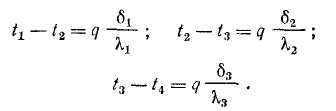 t₁ – t₂ = q δ₁/λ₁ ; t₂ – t₃ = q δ₂/λ₂ ;
t₃ – t₄ = q δ₃/λ₃ .